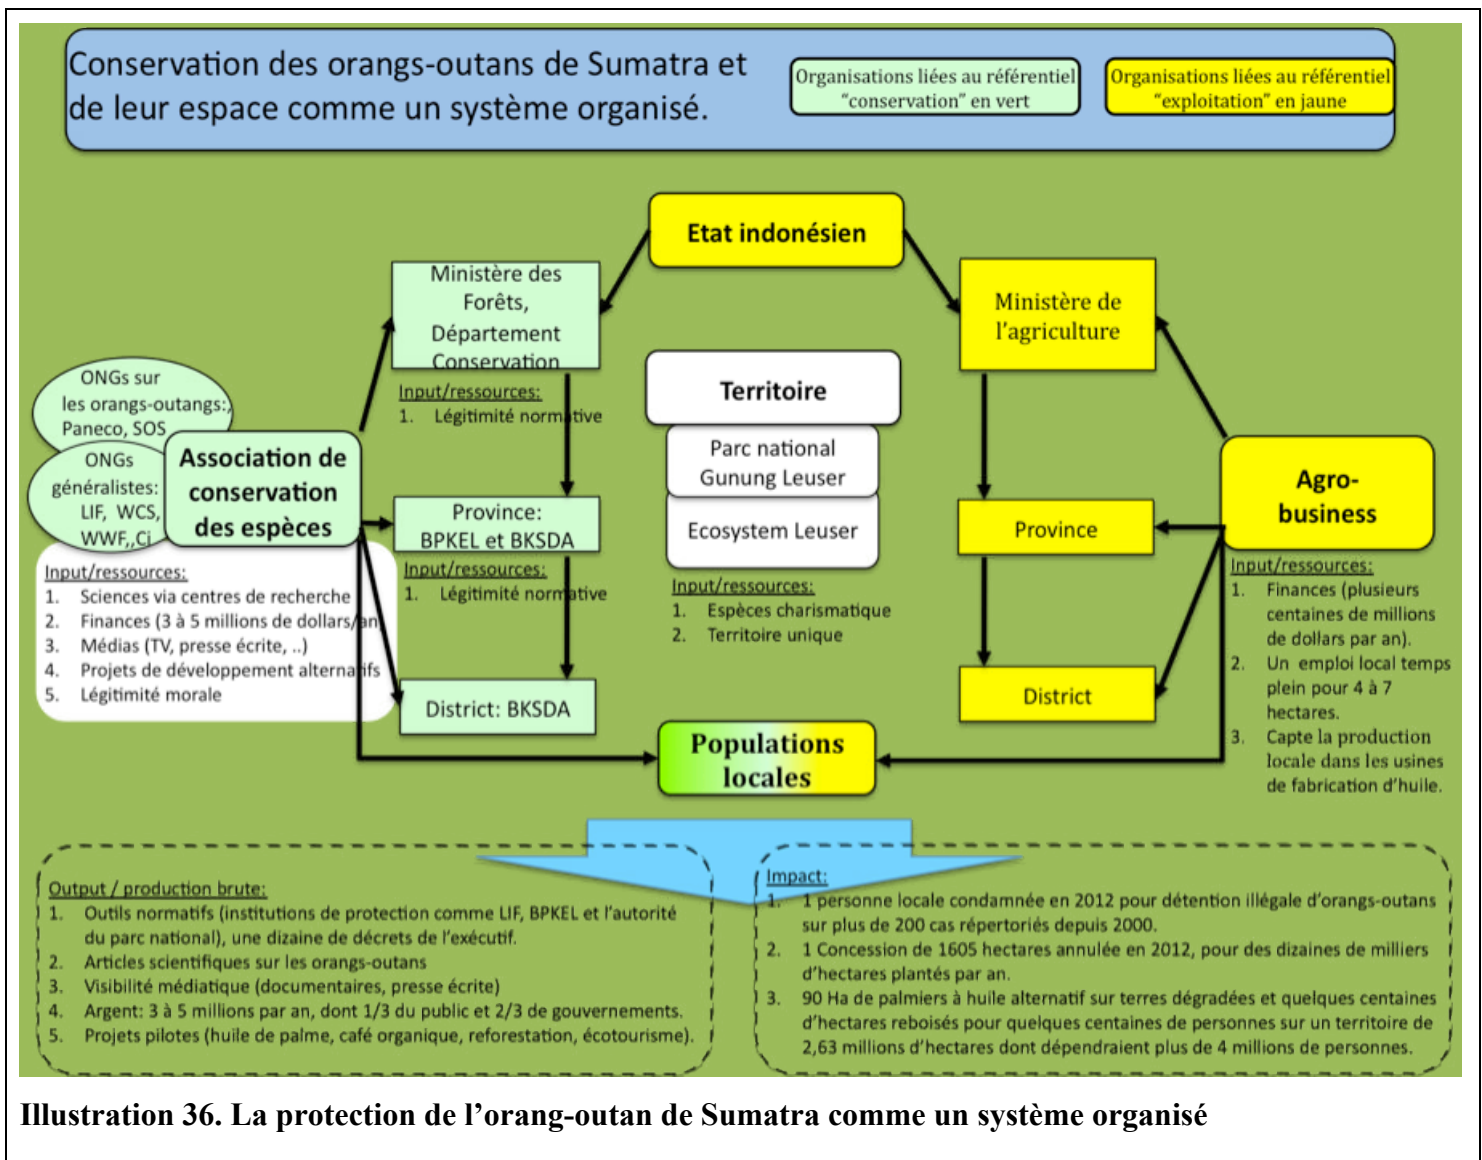 Conservation des orangs-outans de Sumatra et
de leur espace comme un système organisé.
Organisations liées au référentiel
“conservation” en vert
Organisations liées au référentiel
“exploitation” en jaune
Etat indonésien
Ministère des
Forêts,
Département
Conservation
Input/ressources:
1. Légitimité normative
Ministère de
l’agriculture
Territoire
Parc national
Gunung Leuser
Ecosystem Leuser
Input/ressources:
1. Espèces charismatique
2. Territoire unique
ONGs sur
les orangs-outangs:,
Paneco, SOS
ONGs
généralistes:
LIF, WCS,
WWF,,Ci
Association de
conservation
des espèces
Input/ressources:
1. Sciences via centres de recherche
2. Finances (3 à 5 millions de dollars/an)
3. Médias (TV, presse écrite, ..)
4. Projets de développement alternatifs
5. Légitimité morale
Province:
BPKEL et BKSDA
Input/ressources:
1. Légitimité normative
District: BKSDA
Province
District
Agro-
business
Input/ressources:
1. Finances (plusieurs
centaines de millions
de dollars par an).
2. Un emploi local temps
plein pour 4 à 7
hectares.
3. Capte la production
locale dans les usines
de fabrication d’huile.
Populations
locales
Output / production brute:
1. Outils normatifs (institutions de protection comme LIF, BPKEL et l’autorité
du parc national), une dizaine de décrets de l’exécutif.
2. Articles scientifiques sur les orangs-outans
3. Visibilité médiatique (documentaires, presse écrite)
4. Argent: 3 à 5 millions par an, dont 1/3 du public et 2/3 de gouvernements.
5. Projets pilotes (huile de palme, café organique, reforestation, écotourisme).
Impact:
1. 1 personne locale condamnée en 2012 pour détention illégale d’orangs-outans
sur plus de 200 cas répertoriés depuis 2000.
2. 1 Concession de 1605 hectares annulée en 2012, pour des dizaines de milliers
d’hectares plantés par an.
3. 90 Ha de palmiers à huile alternatif sur terres dégradées et quelques centaines
d’hectares reboisés pour quelques centaines de personnes sur un territoire de
2,63 millions d’hectares dont dépendraient plus de 4 millions de personnes.
Illustration 36. La protection de l’orang-outan de Sumatra comme un système organisé